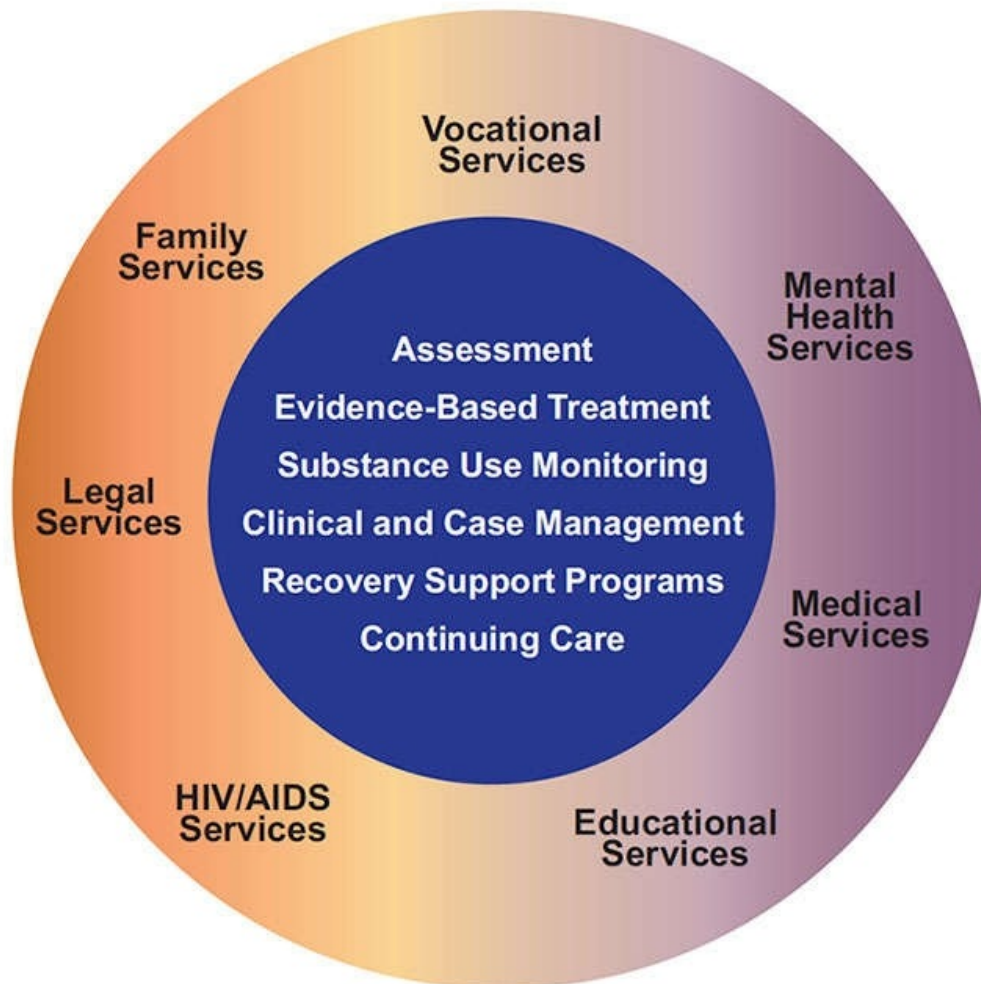 Vocational
Services
Family
Services
Mental
Health
Services
Assessment
Evidence-Based Treatment
Substance Use Monitoring
Clinical and Case Management
Recovery Support Programs
Continuing Care
Legal
Services
Medical
Services
HIV/AIDS
Services
Educational
Services